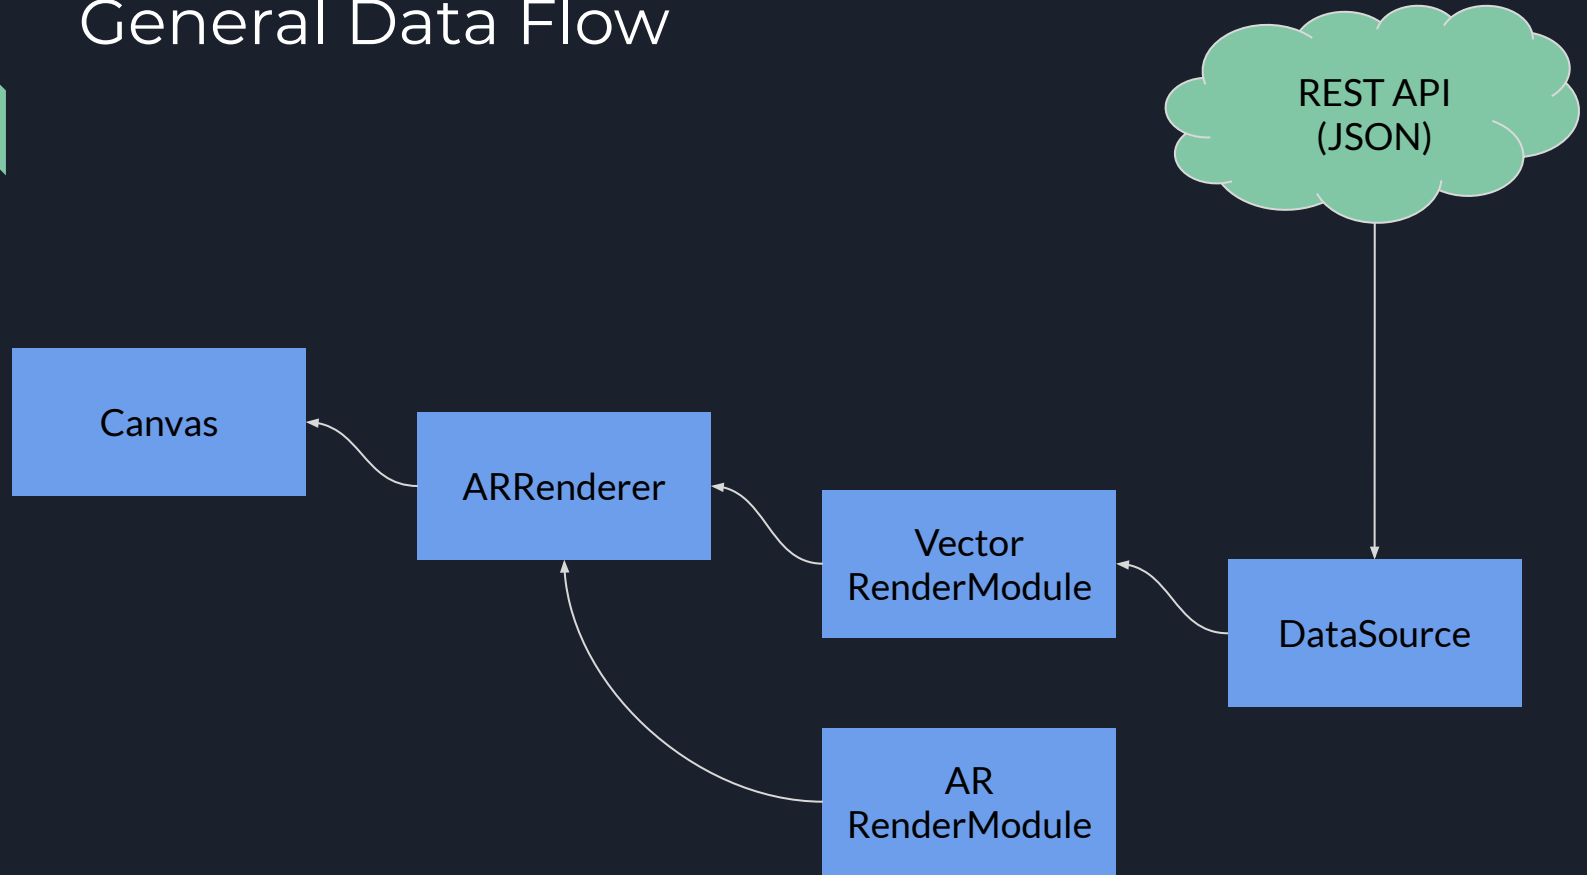 General Data Flow
REST API
(JSON)
Canvas
ARRenderer
Vector
RenderModule
DataSource
AR
RenderModule